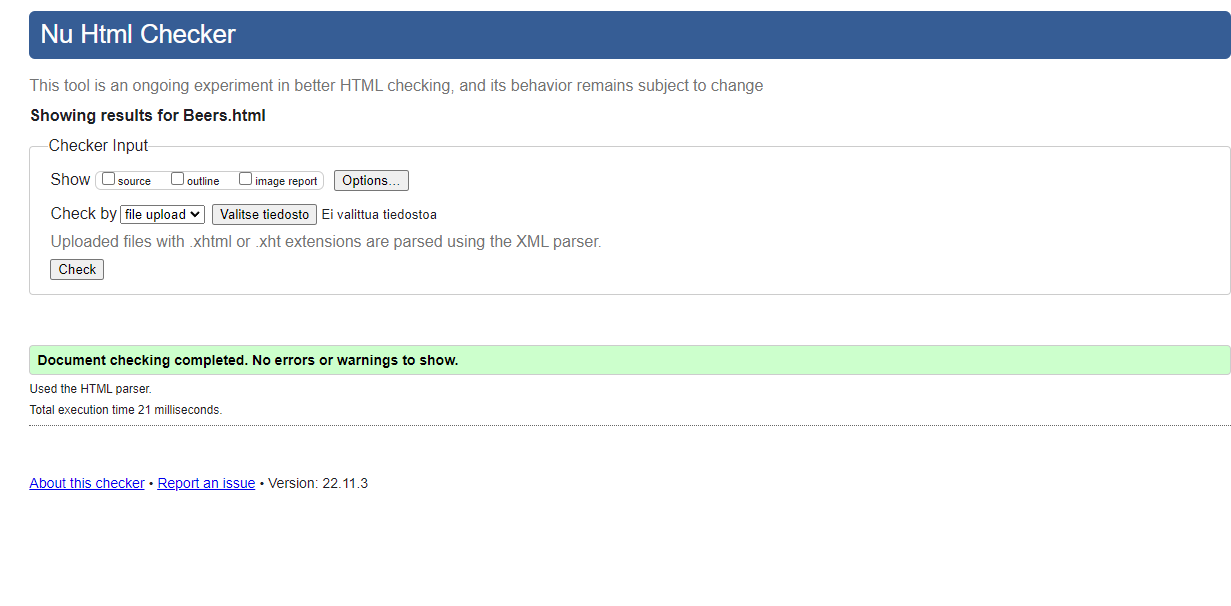 Nu Html Checker
This tool is an ongoing experiment in better HTML checking, and its behavior remains subject to change
Showing results for Beers.html
Checker Input
Show source outline image report Options...
Check by file upload Valitse tiedosto Ei valittua tiedostoa
Uploaded files with .xhtml or .xht extensions are parsed using the XML parser.
Check
Document checking completed. No errors or warnings to show.
Used the HTML parser.
Total execution time 21 milliseconds.
About this checker • Report an issue • Version: 22.11.3